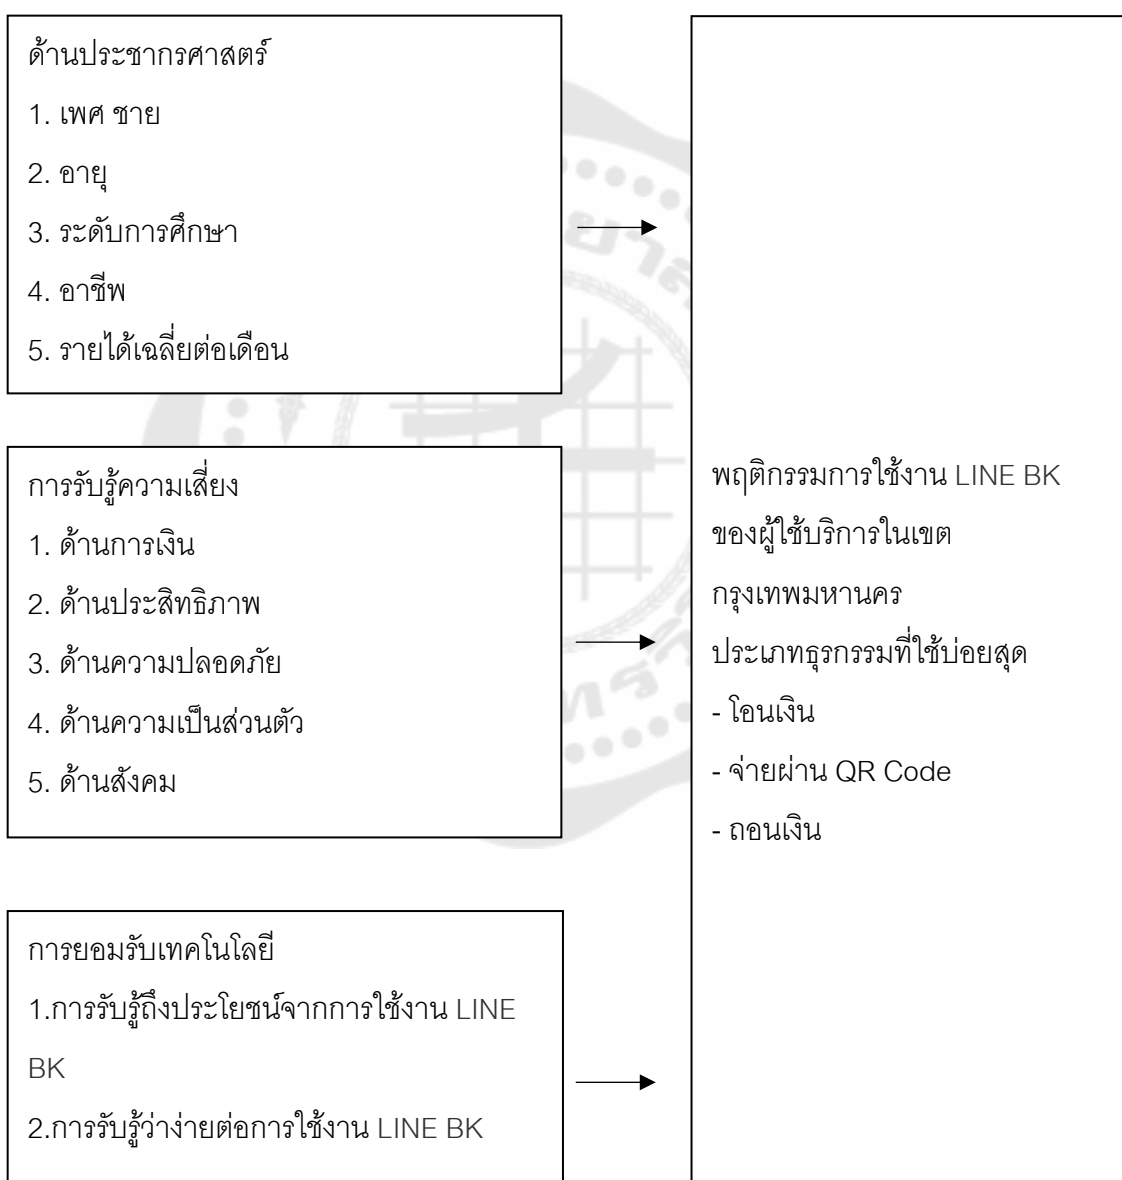 ด้านประชากรศาสตร์
1. เพศ ชาย
2. อายุ
3. ระดับการศึกษา
4. อาชีพ
5. รายได้เฉลี่ยต่อเดือน
การรับรู้ความเสี่ยง
1. ด้านการเงิน
2. ด้านประสิทธิภาพ
3. ด้านความปลอดภัย
4. ด้านความเป็นส่วนตัว
5. ด้านสังคม
การยอมรับเทคโนโลยี
1.การรับรู้ถึงประโยชน์จากการใช้งาน LINE
BK
2.การรับรู้ว่าง่ายต่อการใช้งาน LINE BK
พฤติกรรมการใช้งาน LINE BK
ของผู้ใช้บริการในเขต
กรุงเทพมหานคร
ประเภทธุรกรรมที่ใช้บ่อยสุด
- โอนเงิน
- จ่ายผ่าน QR Code
- ถอนเงิน